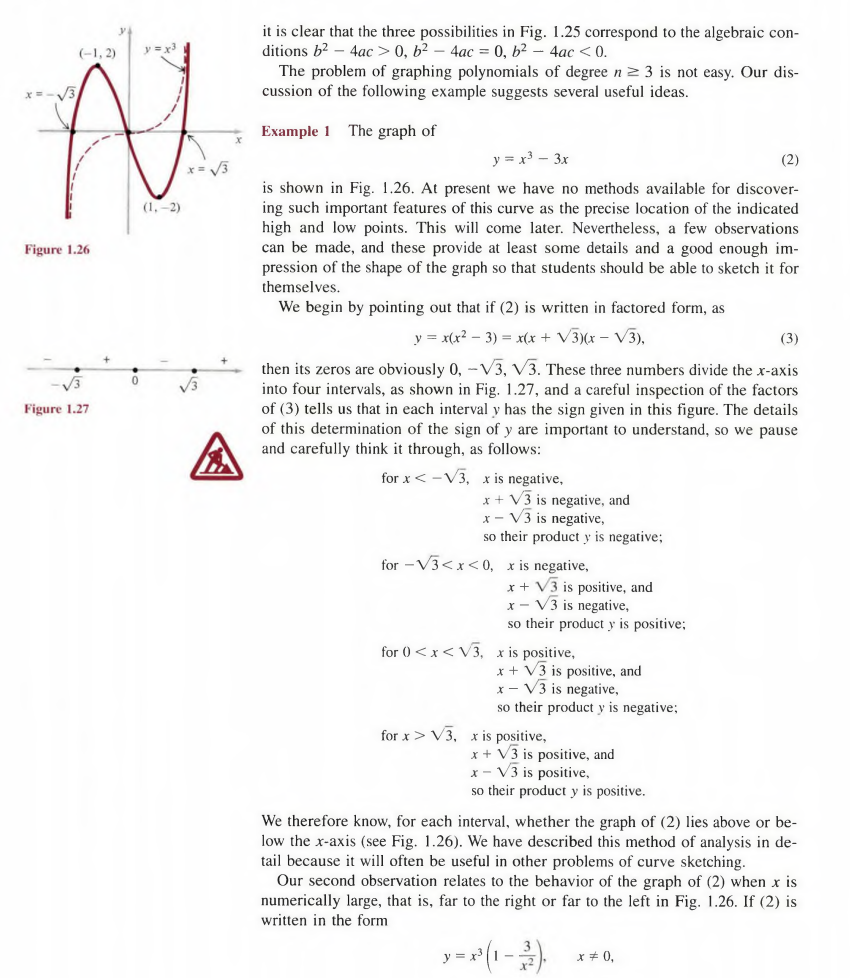 y
(−1, 2)
y = x³
x = −√3
x
x = √3
(1, −2)
Figure 1.26
− + − +
−√3 0 √3
Figure 1.27
it is clear that the three possibilities in Fig. 1.25 correspond to the algebraic con-
ditions b² − 4ac > 0, b² − 4ac = 0, b² − 4ac < 0.
The problem of graphing polynomials of degree n ≥ 3 is not easy. Our dis-
cussion of the following example suggests several useful ideas.
Example 1 The graph of
y = x³ − 3x (2)
is shown in Fig. 1.26. At present we have no methods available for discover-
ing such important features of this curve as the precise location of the indicated
high and low points. This will come later. Nevertheless, a few observations
can be made, and these provide at least some details and a good enough im-
pression of the shape of the graph so that students should be able to sketch it for
themselves.
We begin by pointing out that if (2) is written in factored form, as
y = x(x² − 3) = x(x + √3)(x − √3), (3)
then its zeros are obviously 0, −√3, √3. These three numbers divide the x-axis
into four intervals, as shown in Fig. 1.27, and a careful inspection of the factors
of (3) tells us that in each interval y has the sign given in this figure. The details
of this determination of the sign of y are important to understand, so we pause
and carefully think it through, as follows:
for x < −√3, x is negative,
x + √3 is negative, and
x − √3 is negative,
so their product y is negative;
for −√3 < x < 0, x is negative,
x + √3 is positive, and
x − √3 is negative,
so their product y is positive;
for 0 < x < √3, x is positive,
x + √3 is positive, and
x − √3 is negative,
so their product y is negative;
for x > √3, x is positive,
x + √3 is positive, and
x − √3 is positive,
so their product y is positive.
We therefore know, for each interval, whether the graph of (2) lies above or be-
low the x-axis (see Fig. 1.26). We have described this method of analysis in de-
tail because it will often be useful in other problems of curve sketching.
Our second observation relates to the behavior of the graph of (2) when x is
numerically large, that is, far to the right or far to the left in Fig. 1.26. If (2) is
written in the form
y = x³(1 − 3/x²), x ≠ 0,